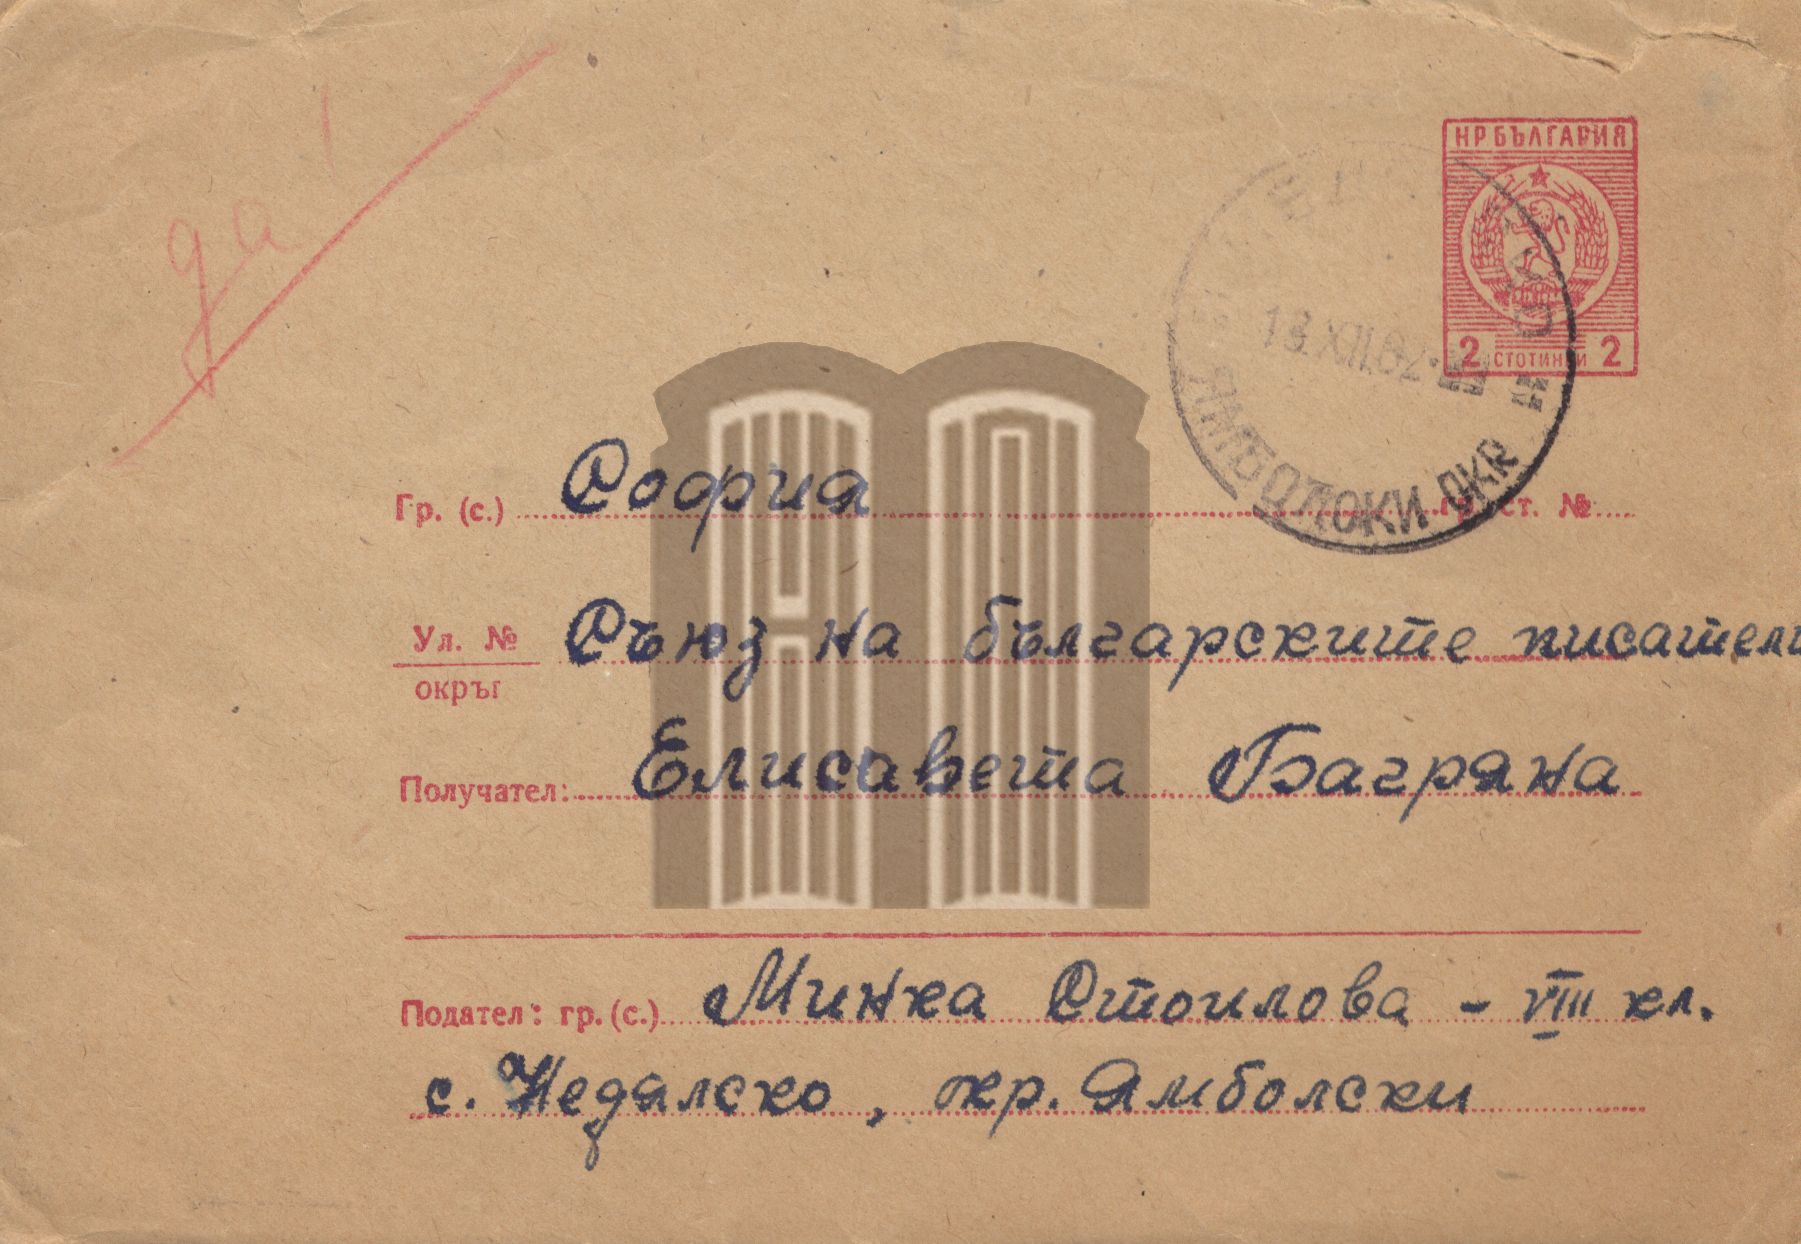 да!
НР БЪЛГАРИЯ
2 СТОТИНКИ 2
13.XII.62
ЯМБОЛСКИ ОКР
Гр. (с.) София ст. №
Ул. № Съюз на българските писатели
окръг
Получател: Елисавета Багряна
Подател: гр. (с.) Минка Стоилова - VIII кл.
с. Недялско, окр. Ямболски